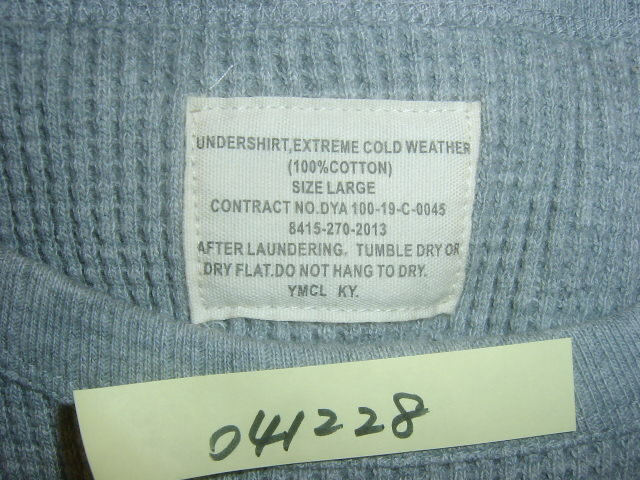 UNDERSHIRT,EXTREME COLD WEATHER
(100%COTTON)
SIZE LARGE
CONTRACT NO.DYA 100-19-C-0045
8415-270-2013
AFTER LAUNDERING. TUMBLE DRY OR
DRY FLAT.DO NOT HANG TO DRY.
YMCL KY.
041228